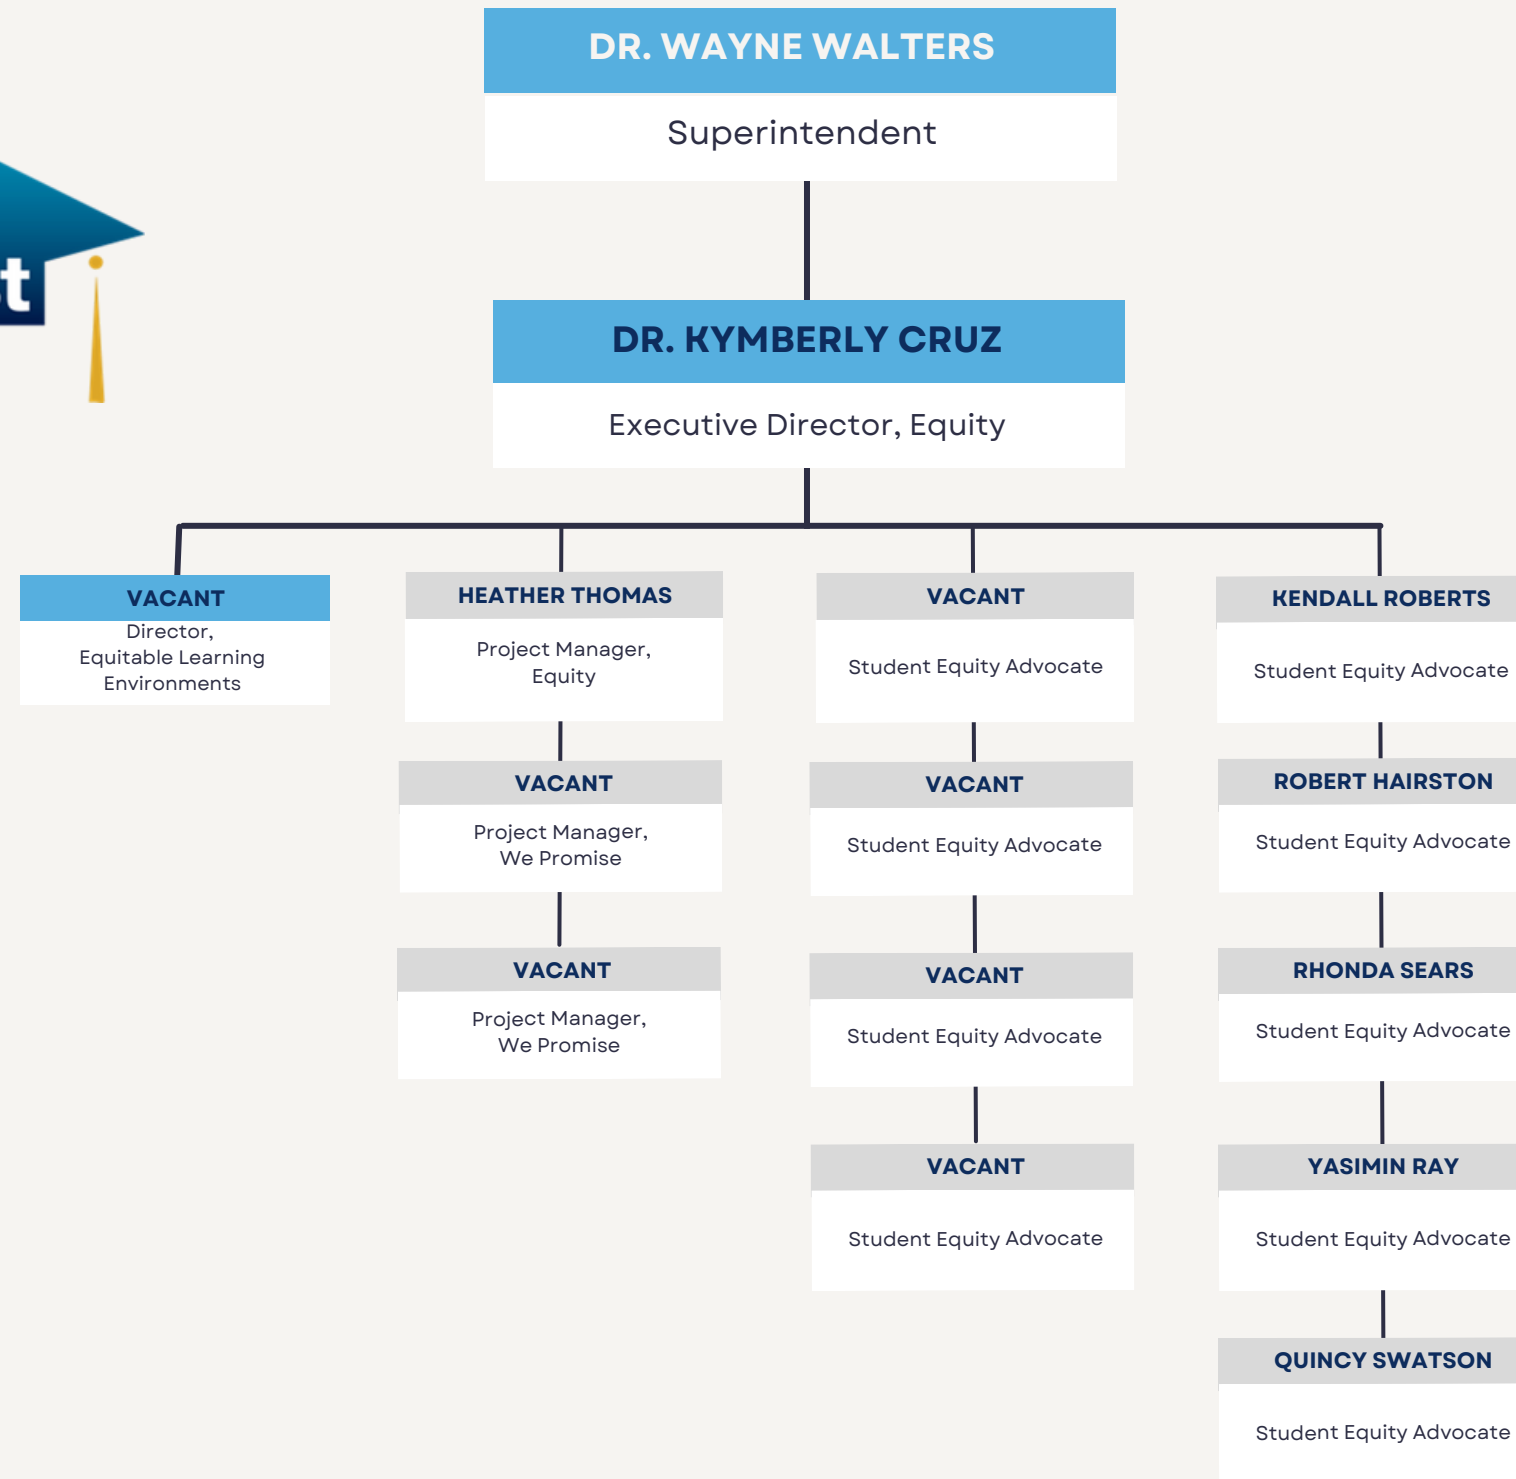 DR. WAYNE WALTERS
Superintendent
DR. KYMBERLY CRUZ
Executive Director, Equity
VACANT
Director,
Equitable Learning
Environments
HEATHER THOMAS
Project Manager,
Equity
VACANT
Project Manager,
We Promise
VACANT
Project Manager,
We Promise
VACANT
Student Equity Advocate
VACANT
Student Equity Advocate
VACANT
Student Equity Advocate
VACANT
Student Equity Advocate
KENDALL ROBERTS
Student Equity Advocate
ROBERT HAIRSTON
Student Equity Advocate
RHONDA SEARS
Student Equity Advocate
YASIMIN RAY
Student Equity Advocate
QUINCY SWATSON
Student Equity Advocate